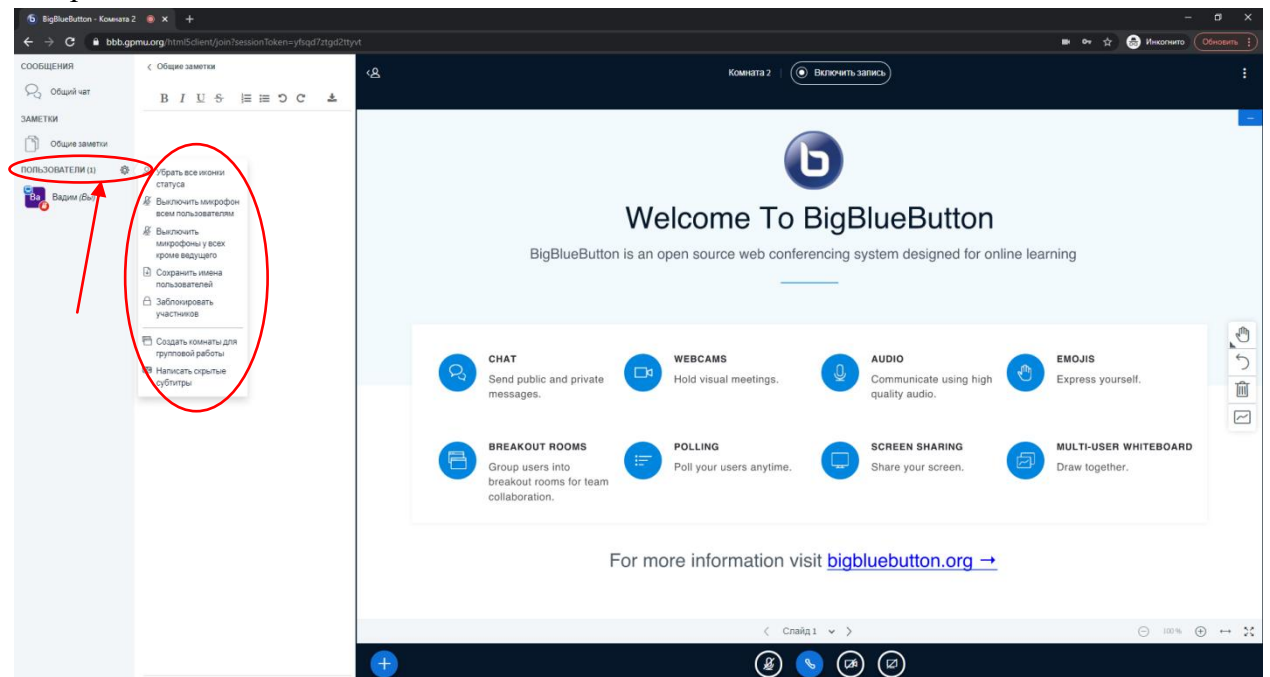 BigBlueButton - Комната 2
bbb.gpmu.org/html5client/join?sessionToken=yfsqd7ztgd2ttyvt
Инкогнито
Обновить
СООБЩЕНИЯ
Общий чат
ЗАМЕТКИ
Общие заметки
ПОЛЬЗОВАТЕЛИ (1)
Ва
Вадим (Вы)
Общие заметки
B I U S
Убрать все иконки
статуса
Выключить микрофон
всем пользователям
Выключить
микрофоны у всех
кроме ведущего
Сохранить имена
пользователей
Заблокировать
участников
Создать комнаты для
групповой работы
Написать скрытые
субтитры
Комната 2
Включить запись
Welcome To BigBlueButton
BigBlueButton is an open source web conferencing system designed for online learning
CHAT
Send public and private
messages.
WEBCAMS
Hold visual meetings.
AUDIO
Communicate using high
quality audio.
EMOJIS
Express yourself.
BREAKOUT ROOMS
Group users into
breakout rooms for team
collaboration.
POLLING
Poll your users anytime.
SCREEN SHARING
Share your screen.
MULTI-USER WHITEBOARD
Draw together.
For more information visit bigbluebutton.org →
Слайд 1
100%